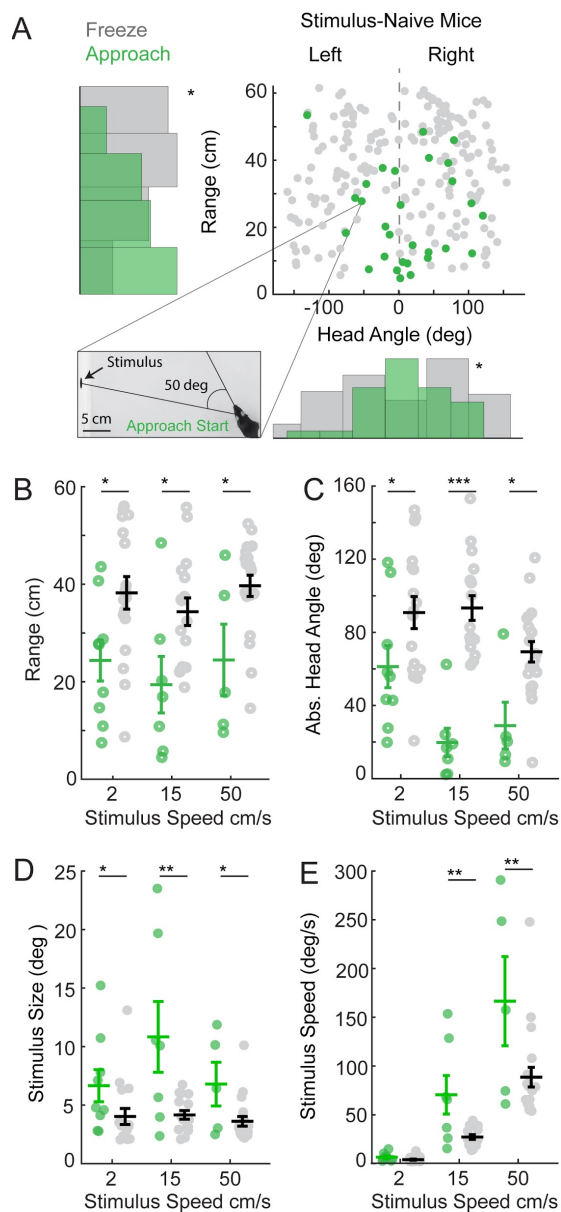 A
Freeze
Approach
*
Stimulus-Naive Mice
Left Right
Range (cm)
60
40
20
0
-100 0 100
Head Angle (deg)
Stimulus
50 deg
5 cm
Approach Start
*
B
* * *
Range (cm)
60
40
20
0
2 15 50
Stimulus Speed cm/s
C
* *** *
Abs. Head Angle (deg)
160
120
80
40
0
2 15 50
Stimulus Speed cm/s
D
* ** *
Stimulus Size (deg )
25
20
15
10
5
0
2 15 50
Stimulus Speed cm/s
E
** **
Stimulus Speed (deg/s)
300
250
200
150
100
50
0
2 15 50
Stimulus Speed cm/s